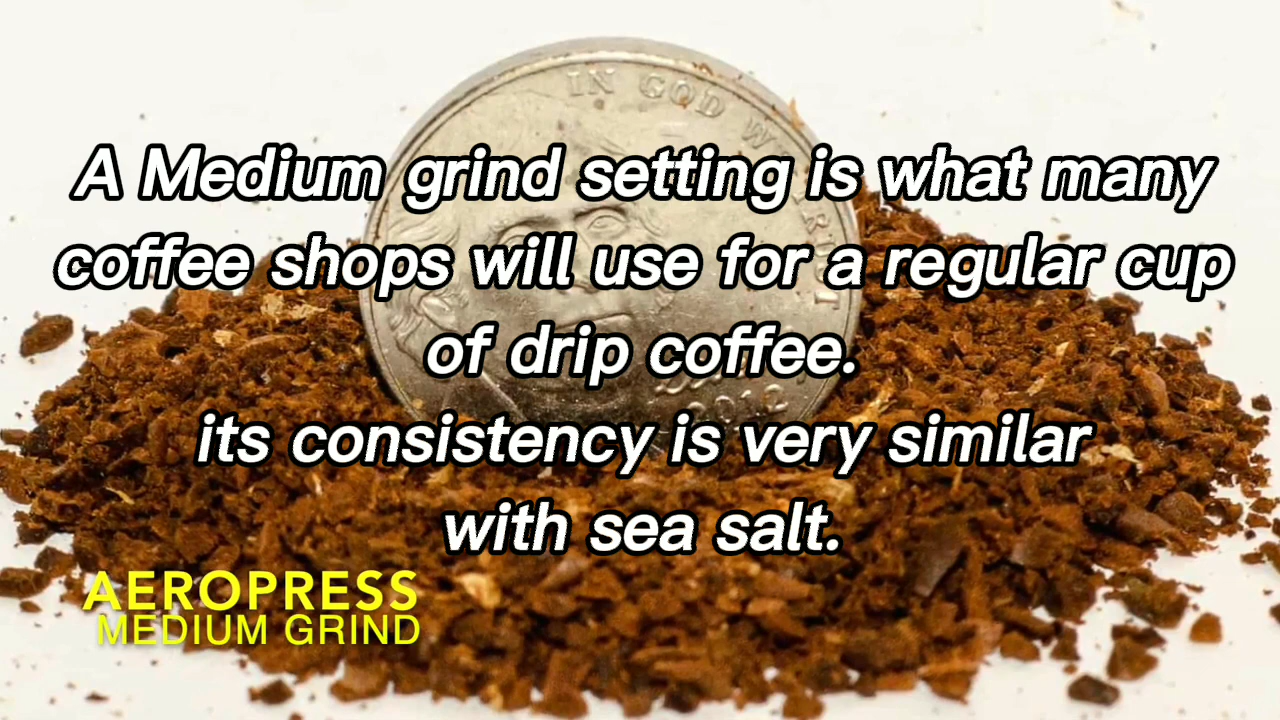 IN GOD W
A Medium grind setting is what many
coffee shops will use for a regular cup
of drip coffee.
its consistency is very similar
with sea salt.
2012
AEROPRESS
MEDIUM GRIND